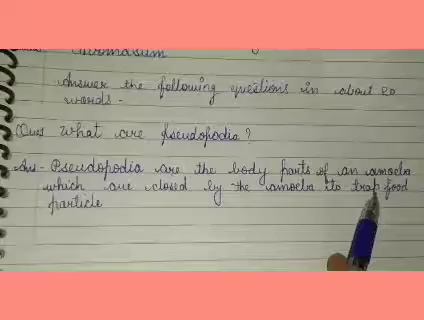 Answer the following questions in about 20
words -
Ques What are pseudopodia?
Ans - Pseudopodia are the body parts of an amoeba
which are closed by the amoeba to trap food
particle